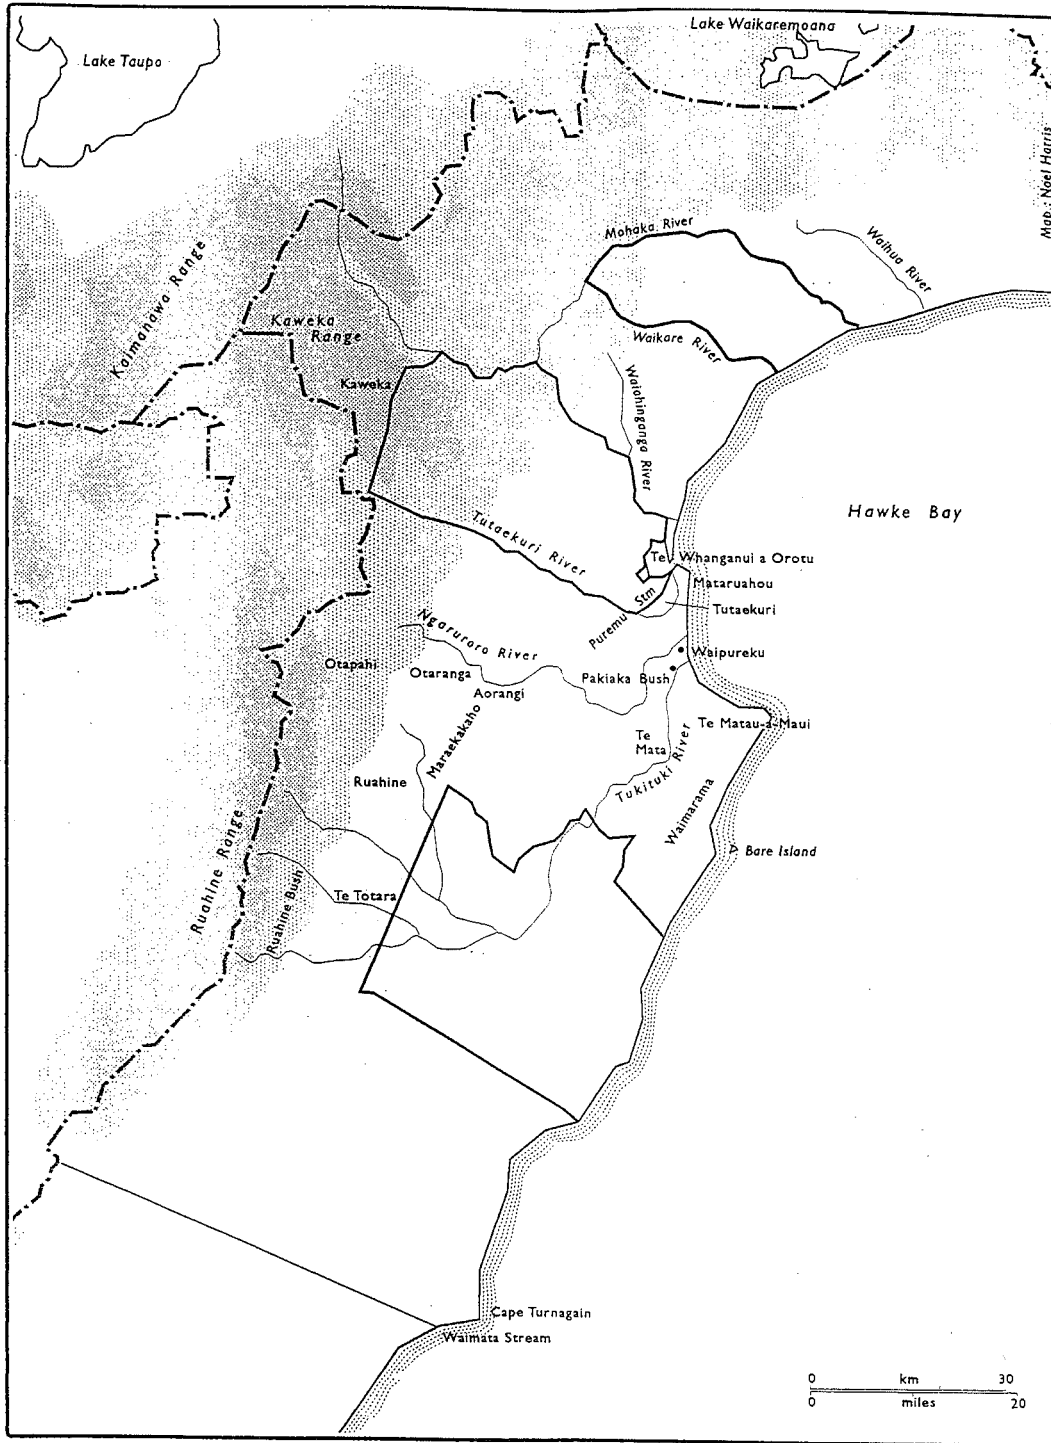 Lake Taupo
Lake Waikaremoana
Map : Noel Harris
Mohaka River
Waihua River
Kaimanawa Range
Kaweka
Range
Waikare River
Kaweka
Waiohinganga River
Hawke Bay
Tutaekuri River
Te Whanganui a Orotu
Mataruahou
Puremu Stm
Tutaekuri
Ngaruroro River
Waipureku
Otapahi
Otaranga
Pakiaka Bush
Aorangi
Maraekakaho
Te Matau-a-Maui
Te
Mata
Tukituki River
Ruahine
Waimarama
Bare Island
Ruahine Range
Ruahine Bush
Te Totara
Cape Turnagain
Waimata Stream
0 km 30
0 miles 20